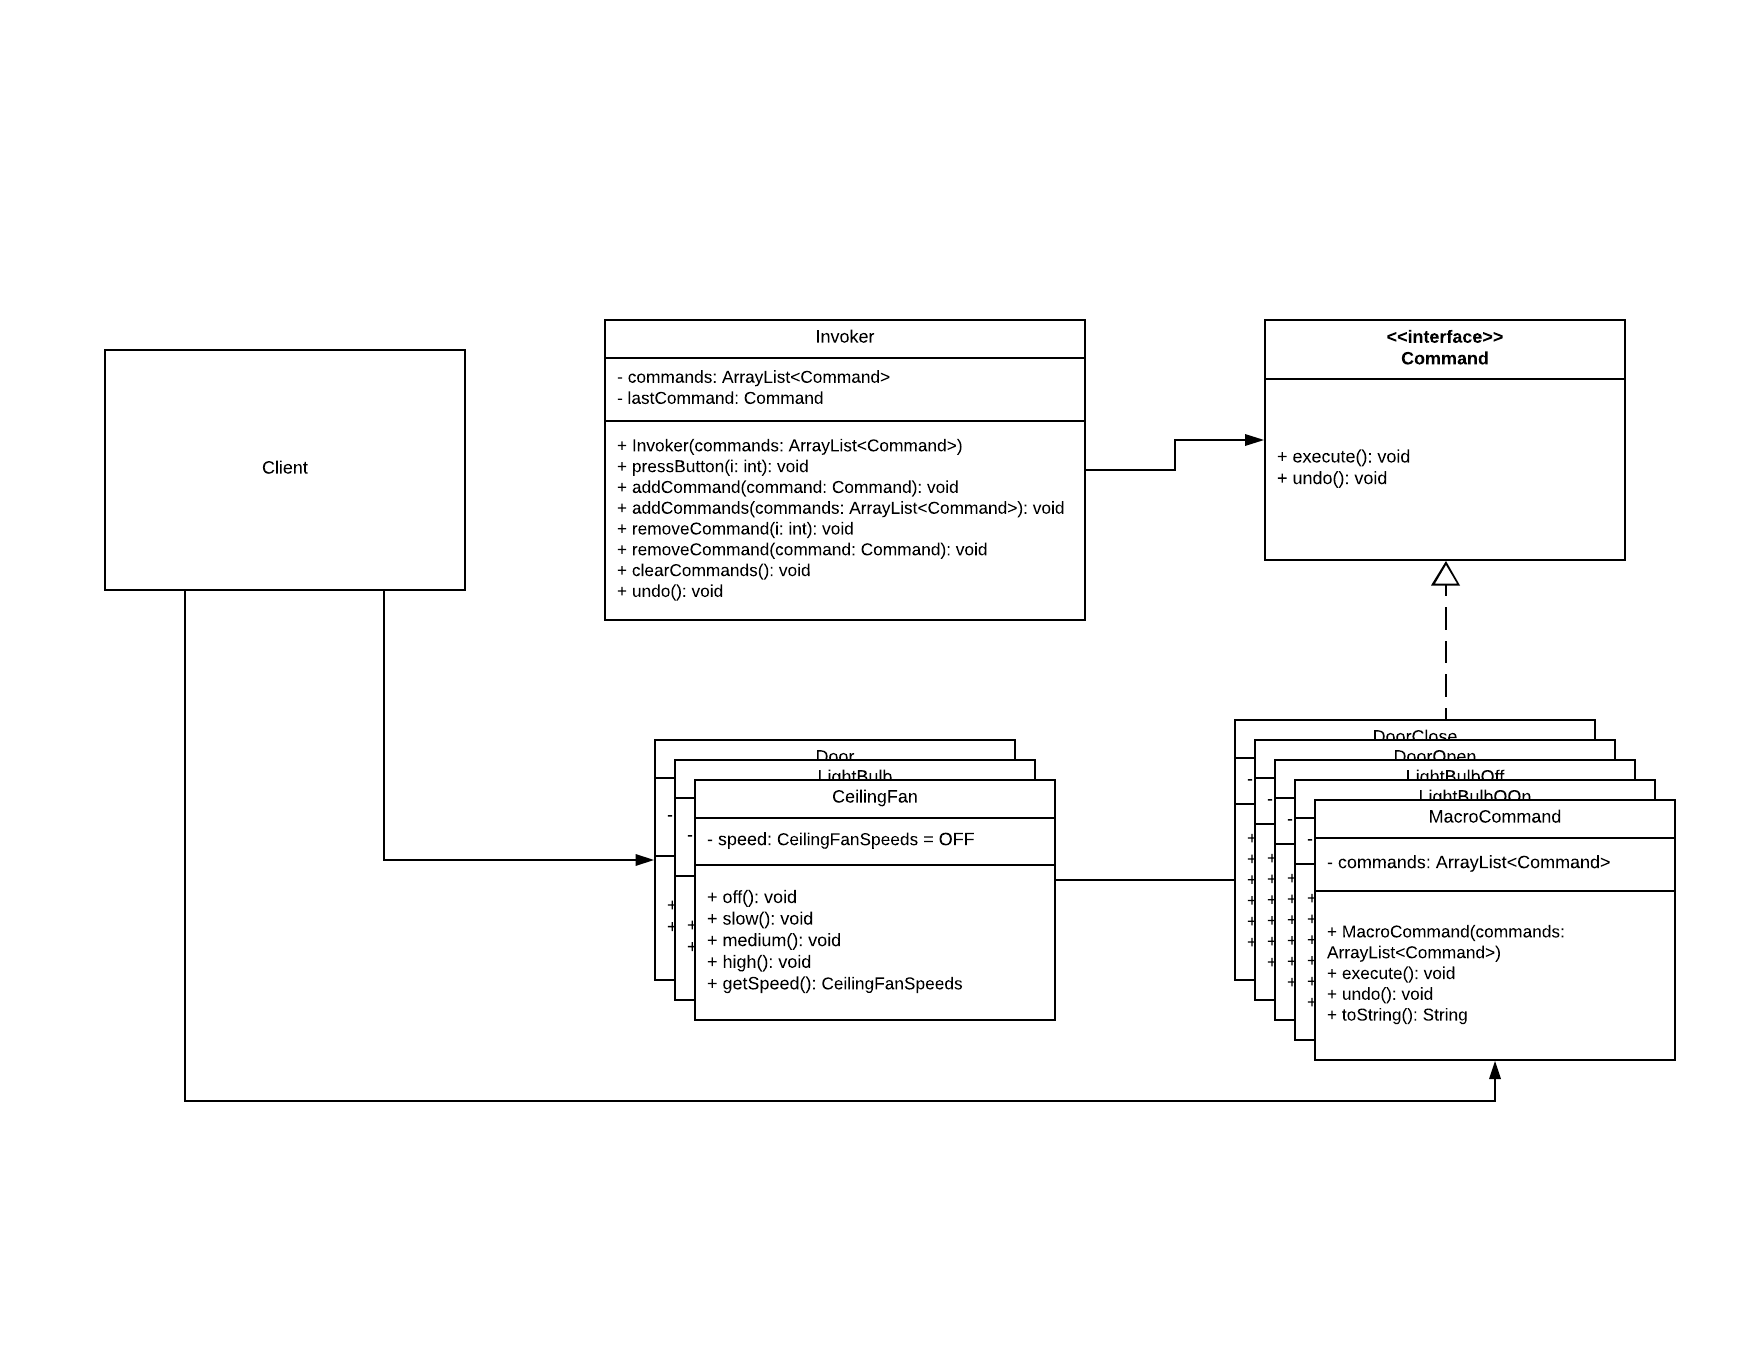 Client
Invoker
- commands: ArrayList<Command>
- lastCommand: Command
+ Invoker(commands: ArrayList<Command>)
+ pressButton(i: int): void
+ addCommand(command: Command): void
+ addCommands(commands: ArrayList<Command>): void
+ removeCommand(i: int): void
+ removeCommand(command: Command): void
+ clearCommands(): void
+ undo(): void
<<interface>>
Command
+ execute(): void
+ undo(): void
Door
LightBulb
CeilingFan
- speed: CeilingFanSpeeds = OFF
+ off(): void
+ slow(): void
+ medium(): void
+ high(): void
+ getSpeed(): CeilingFanSpeeds
DoorClose
DoorOpen
LightBulbOff
LightBulbOOn
MacroCommand
- commands: ArrayList<Command>
+ MacroCommand(commands:
ArrayList<Command>)
+ execute(): void
+ undo(): void
+ toString(): String